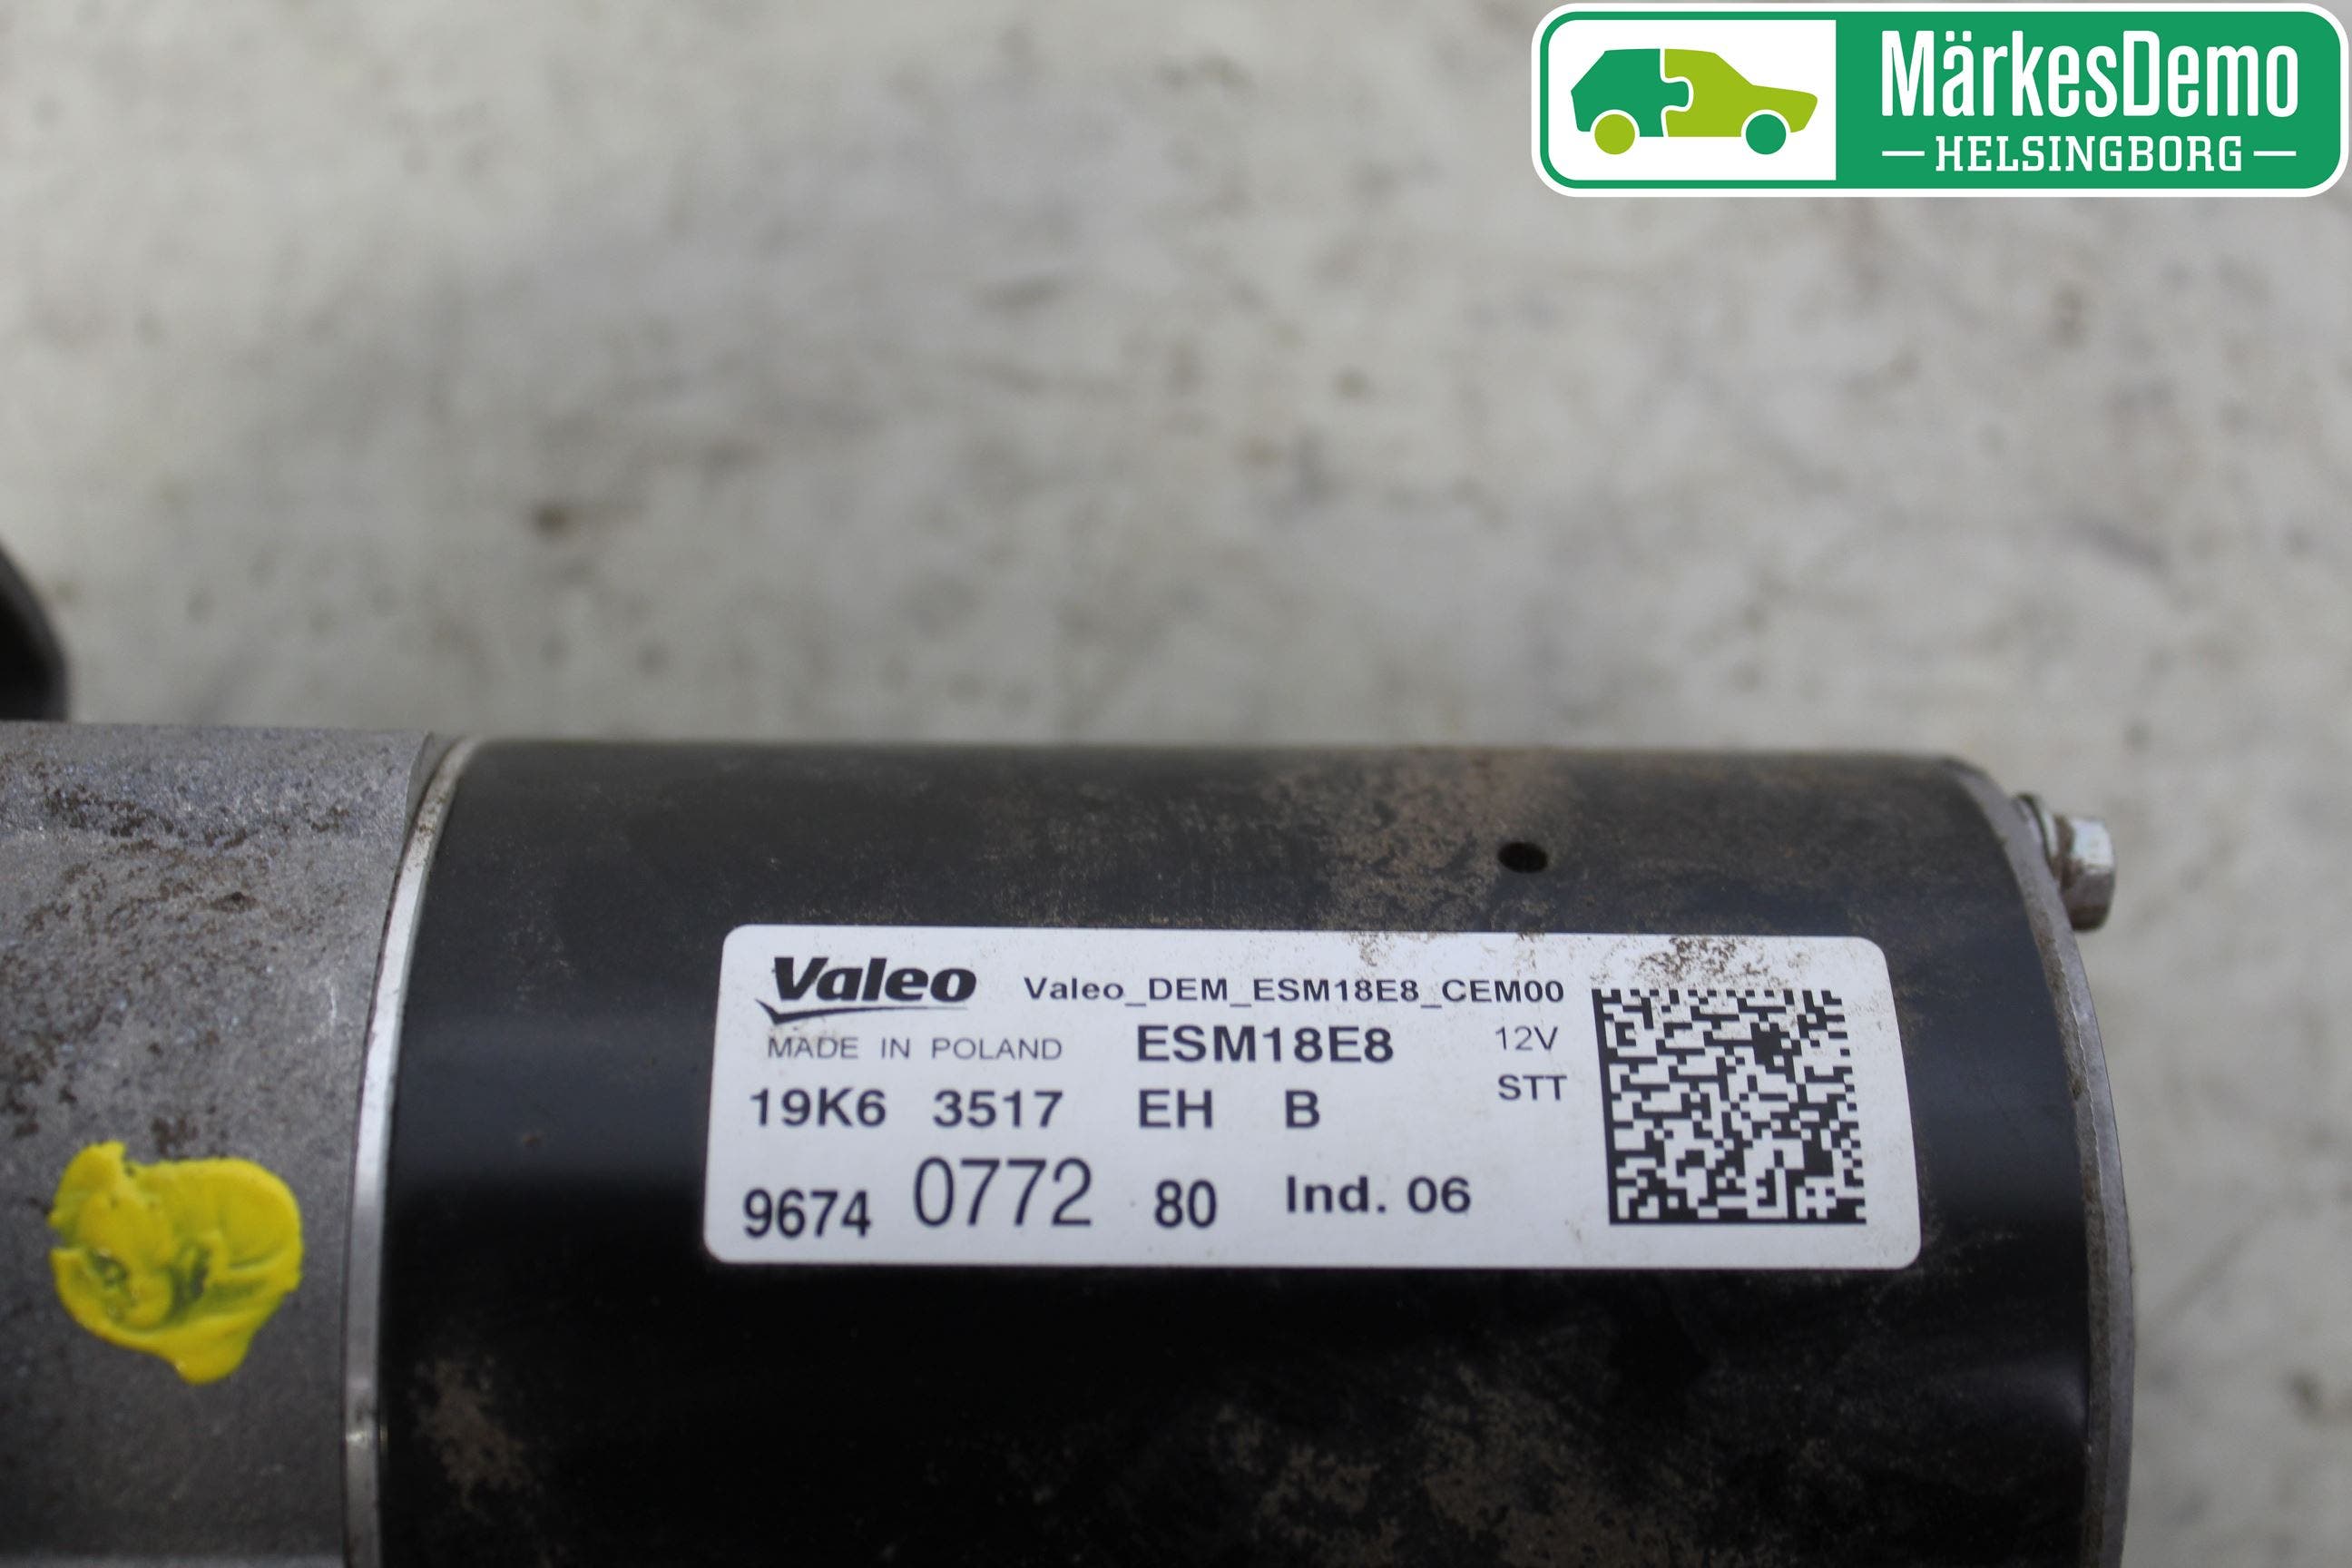 MärkesDemo
HELSINGBORG
Valeo Valeo_DEM_ESM18E8_CEM00
MADE IN POLAND ESM18E8 12V
19K6 3517 EH B STT
9674 0772 80 Ind. 06